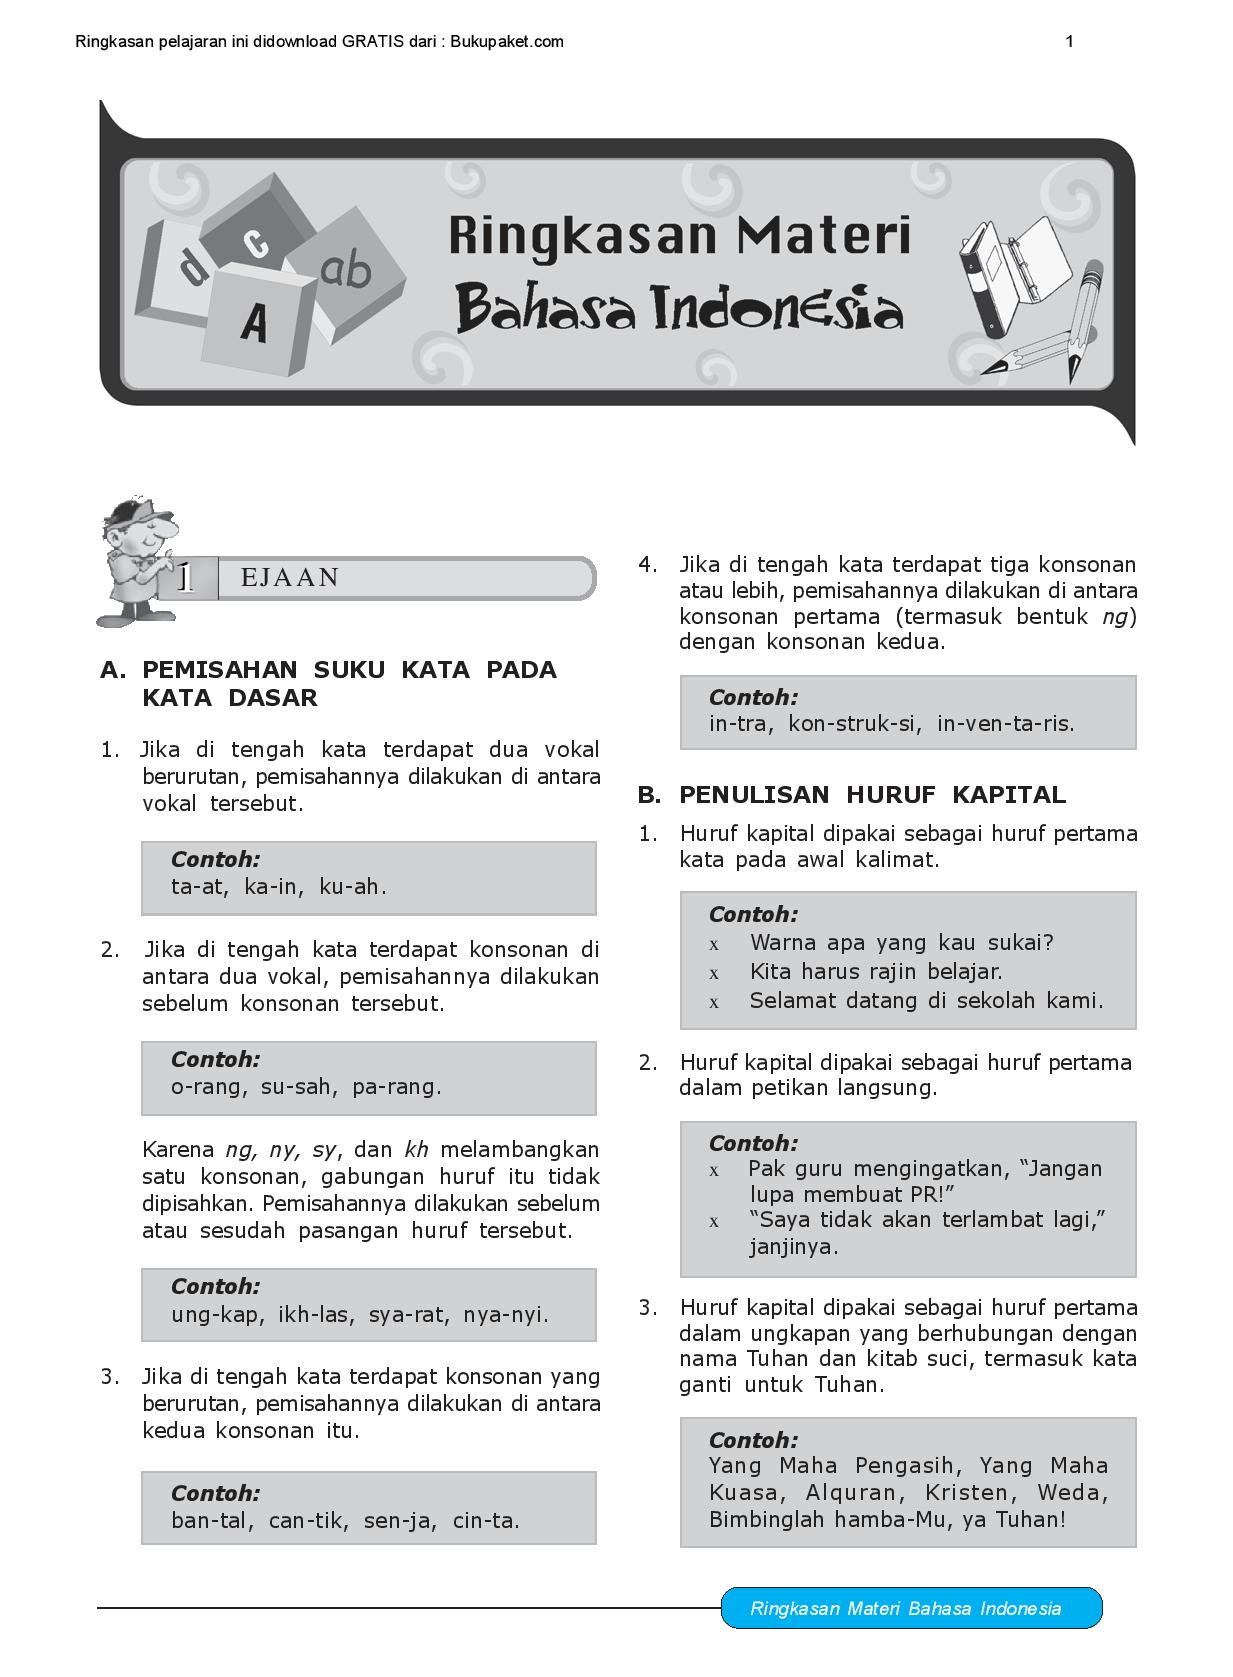 Ringkasan pelajaran ini didownload GRATIS dari : Bukupaket.com 1
d
c
ab
A
Ringkasan Materi
Bahasa Indonesia
1 EJAAN
A. PEMISAHAN SUKU KATA PADA
KATA DASAR
1. Jika di tengah kata terdapat dua vokal
berurutan, pemisahannya dilakukan di antara
vokal tersebut.
Contoh:
ta-at, ka-in, ku-ah.
2. Jika di tengah kata terdapat konsonan di
antara dua vokal, pemisahannya dilakukan
sebelum konsonan tersebut.
Contoh:
o-rang, su-sah, pa-rang.
Karena ng, ny, sy, dan kh melambangkan
satu konsonan, gabungan huruf itu tidak
dipisahkan. Pemisahannya dilakukan sebelum
atau sesudah pasangan huruf tersebut.
Contoh:
ung-kap, ikh-las, sya-rat, nya-nyi.
3. Jika di tengah kata terdapat konsonan yang
berurutan, pemisahannya dilakukan di antara
kedua konsonan itu.
Contoh:
ban-tal, can-tik, sen-ja, cin-ta.
4. Jika di tengah kata terdapat tiga konsonan
atau lebih, pemisahannya dilakukan di antara
konsonan pertama (termasuk bentuk ng)
dengan konsonan kedua.
Contoh:
in-tra, kon-struk-si, in-ven-ta-ris.
B. PENULISAN HURUF KAPITAL
1. Huruf kapital dipakai sebagai huruf pertama
kata pada awal kalimat.
Contoh:
x Warna apa yang kau sukai?
x Kita harus rajin belajar.
x Selamat datang di sekolah kami.
2. Huruf kapital dipakai sebagai huruf pertama
dalam petikan langsung.
Contoh:
x Pak guru mengingatkan, “Jangan
lupa membuat PR!”
x “Saya tidak akan terlambat lagi,”
janjinya.
3. Huruf kapital dipakai sebagai huruf pertama
dalam ungkapan yang berhubungan dengan
nama Tuhan dan kitab suci, termasuk kata
ganti untuk Tuhan.
Contoh:
Yang Maha Pengasih, Yang Maha
Kuasa, Alquran, Kristen, Weda,
Bimbinglah hamba-Mu, ya Tuhan!
Ringkasan Materi Bahasa Indonesia